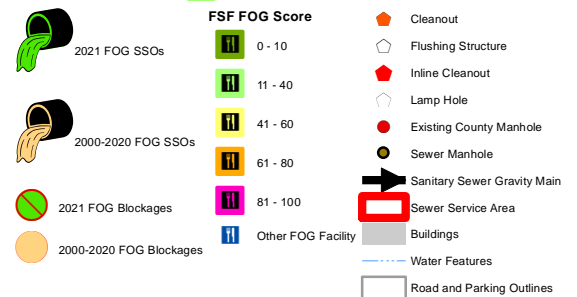 2021 FOG SSOs
2000-2020 FOG SSOs
2021 FOG Blockages
2000-2020 FOG Blockages
FSF FOG Score
0 - 10
11 - 40
41 - 60
61 - 80
81 - 100
Other FOG Facility
Cleanout
Flushing Structure
Inline Cleanout
Lamp Hole
Existing County Manhole
Sewer Manhole
Sanitary Sewer Gravity Main
Sewer Service Area
Buildings
Water Features
Road and Parking Outlines